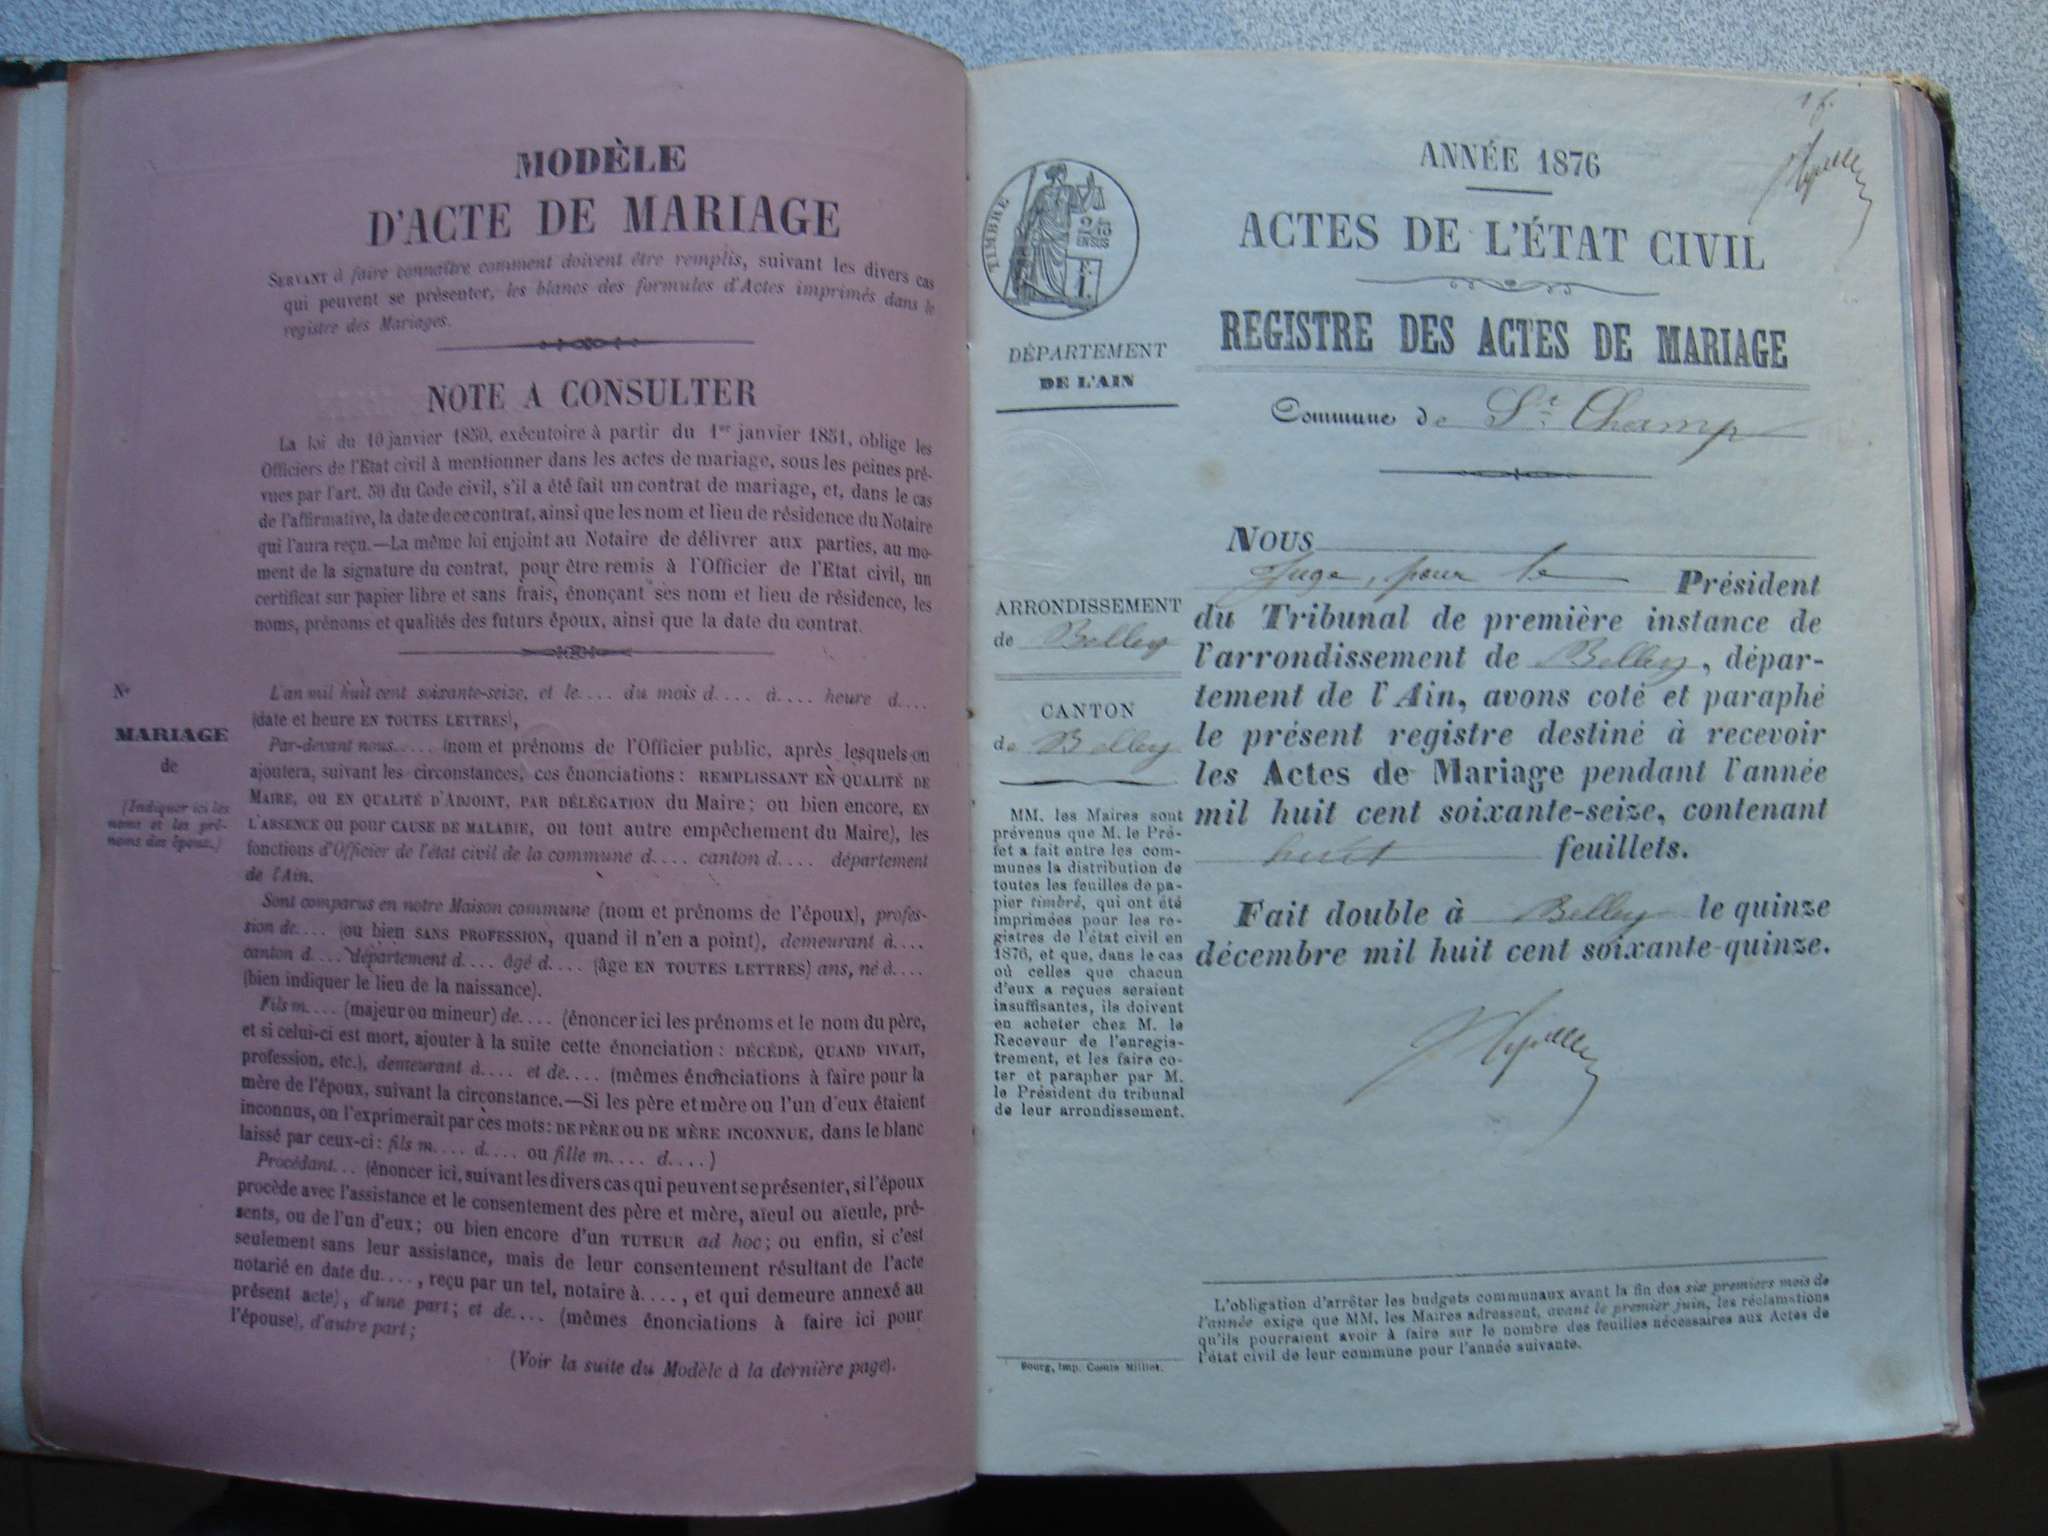 MODÈLE
D'ACTE DE MARIAGE
SERVANT à faire connaître comment doivent être remplis, suivant les divers cas
qui peuvent se présenter, les blancs des formules d'Actes imprimés dans le
registre des Mariages.
NOTE A CONSULTER
La loi du 10 janvier 1850, exécutoire à partir du 1er janvier 1851, oblige les
Officiers de l'Etat civil à mentionner dans les actes de mariage, sous les peines pré-
vues par l'art. 50 du Code civil, s'il a été fait un contrat de mariage, et, dans le cas
de l'affirmative, la date de ce contrat, ainsi que les nom et lieu de résidence du Notaire
qui l'aura reçu.—La même loi enjoint au Notaire de délivrer aux parties, au mo-
ment de la signature du contrat, pour être remis à l'Officier de l'Etat civil, un
certificat sur papier libre et sans frais, énonçant ses nom et lieu de résidence, les
noms, prénoms et qualités des futurs époux, ainsi que la date du contrat.
No
MARIAGE
de
(Indiquer ici les
noms et les pré-
noms des époux.)
L'an mil huit cent soixante-seize, et le.... du mois d.... à.... heure d....
(date et heure EN TOUTES LETTRES),
Par-devant nous..... (nom et prénoms de l'Officier public, après lesquels on
ajoutera, suivant les circonstances, ces énonciations : REMPLISSANT EN QUALITÉ DE
MAIRE, OU EN QUALITÉ D'ADJOINT, PAR DÉLÉGATION du Maire ; ou bien encore, EN
L'ABSENCE ou pour CAUSE DE MALADIE, ou tout autre empêchement du Maire), les
fonctions d'Officier de l'état civil de la commune d.... canton d.... département
de l'Ain.
Sont comparus en notre Maison commune (nom et prénoms de l'époux), profes-
sion de.... (ou bien SANS PROFESSION, quand il n'en a point), demeurant à....
canton d.... département d.... âgé d.... (âge EN TOUTES LETTRES) ans, né à....
(bien indiquer le lieu de la naissance).
Fils m.... (majeur ou mineur) de.... (énoncer ici les prénoms et le nom du père,
et si celui-ci est mort, ajouter à la suite cette énonciation : DÉCÉDÉ, QUAND VIVAIT,
profession, etc.), demeurant à.... et de.... (mêmes énonciations à faire pour la
mère de l'époux, suivant la circonstance.—Si les père et mère ou l'un d'eux étaient
inconnus, on l'exprimerait par ces mots : DE PÈRE OU DE MÈRE INCONNUE, dans le blanc
laissé par ceux-ci : fils m.... d.... ou fille m.... d....)
Procédant... (énoncer ici, suivant les divers cas qui peuvent se présenter, si l'époux
procède avec l'assistance et le consentement des père et mère, aïeul ou aïeule, pré-
sents, ou de l'un d'eux ; ou bien encore d'un TUTEUR ad hoc ; ou enfin, si c'est
seulement sans leur assistance, mais de leur consentement résultant de l'acte
notarié en date du...., reçu par un tel, notaire à...., et qui demeure annexé au
présent acte), d'une part ; et de.... (mêmes énonciations à faire ici pour
l'épouse), d'autre part ;
(Voir la suite du Modèle à la dernière page).
TIMBRE
25
EN SUS
DÉPARTEMENT
DE L'AIN
ANNÉE 1876
ACTES DE L'ÉTAT CIVIL
REGISTRE DES ACTES DE MARIAGE
Commune de St. Champ
ARRONDISSEMENT
de Belley
CANTON
de Belley
MM. les Maires sont
prévenus que M. le Pré-
fet a fait entre les com-
munes la distribution de
toutes les feuilles de pa-
pier timbré, qui ont été
imprimées pour les re-
gistres de l'état civil en
1876, et que, dans le cas
où celles que chacun
d'eux a reçues seraient
insuffisantes, ils doivent
en acheter chez M. le
Receveur de l'enregis-
trement, et les faire co-
ter et parapher par M.
le Président du tribunal
de leur arrondissement.
Bourg, Imp. Comte Milliet.
NOUS
Juge, pour le Président
du Tribunal de première instance de
l'arrondissement de Belley, dépar-
tement de l'Ain, avons coté et paraphé
le présent registre destiné à recevoir
les Actes de Mariage pendant l'année
mil huit cent soixante-seize, contenant
huit feuillets.
Fait double à Belley le quinze
décembre mil huit cent soixante-quinze.
L'obligation d'arrêter les budgets communaux avant la fin des six premiers mois de
l'année exige que MM. les Maires adressent, avant le premier juin, les réclamations
qu'ils pourraient avoir à faire sur le nombre des feuilles nécessaires aux Actes de
l'état civil de leur commune pour l'année suivante.